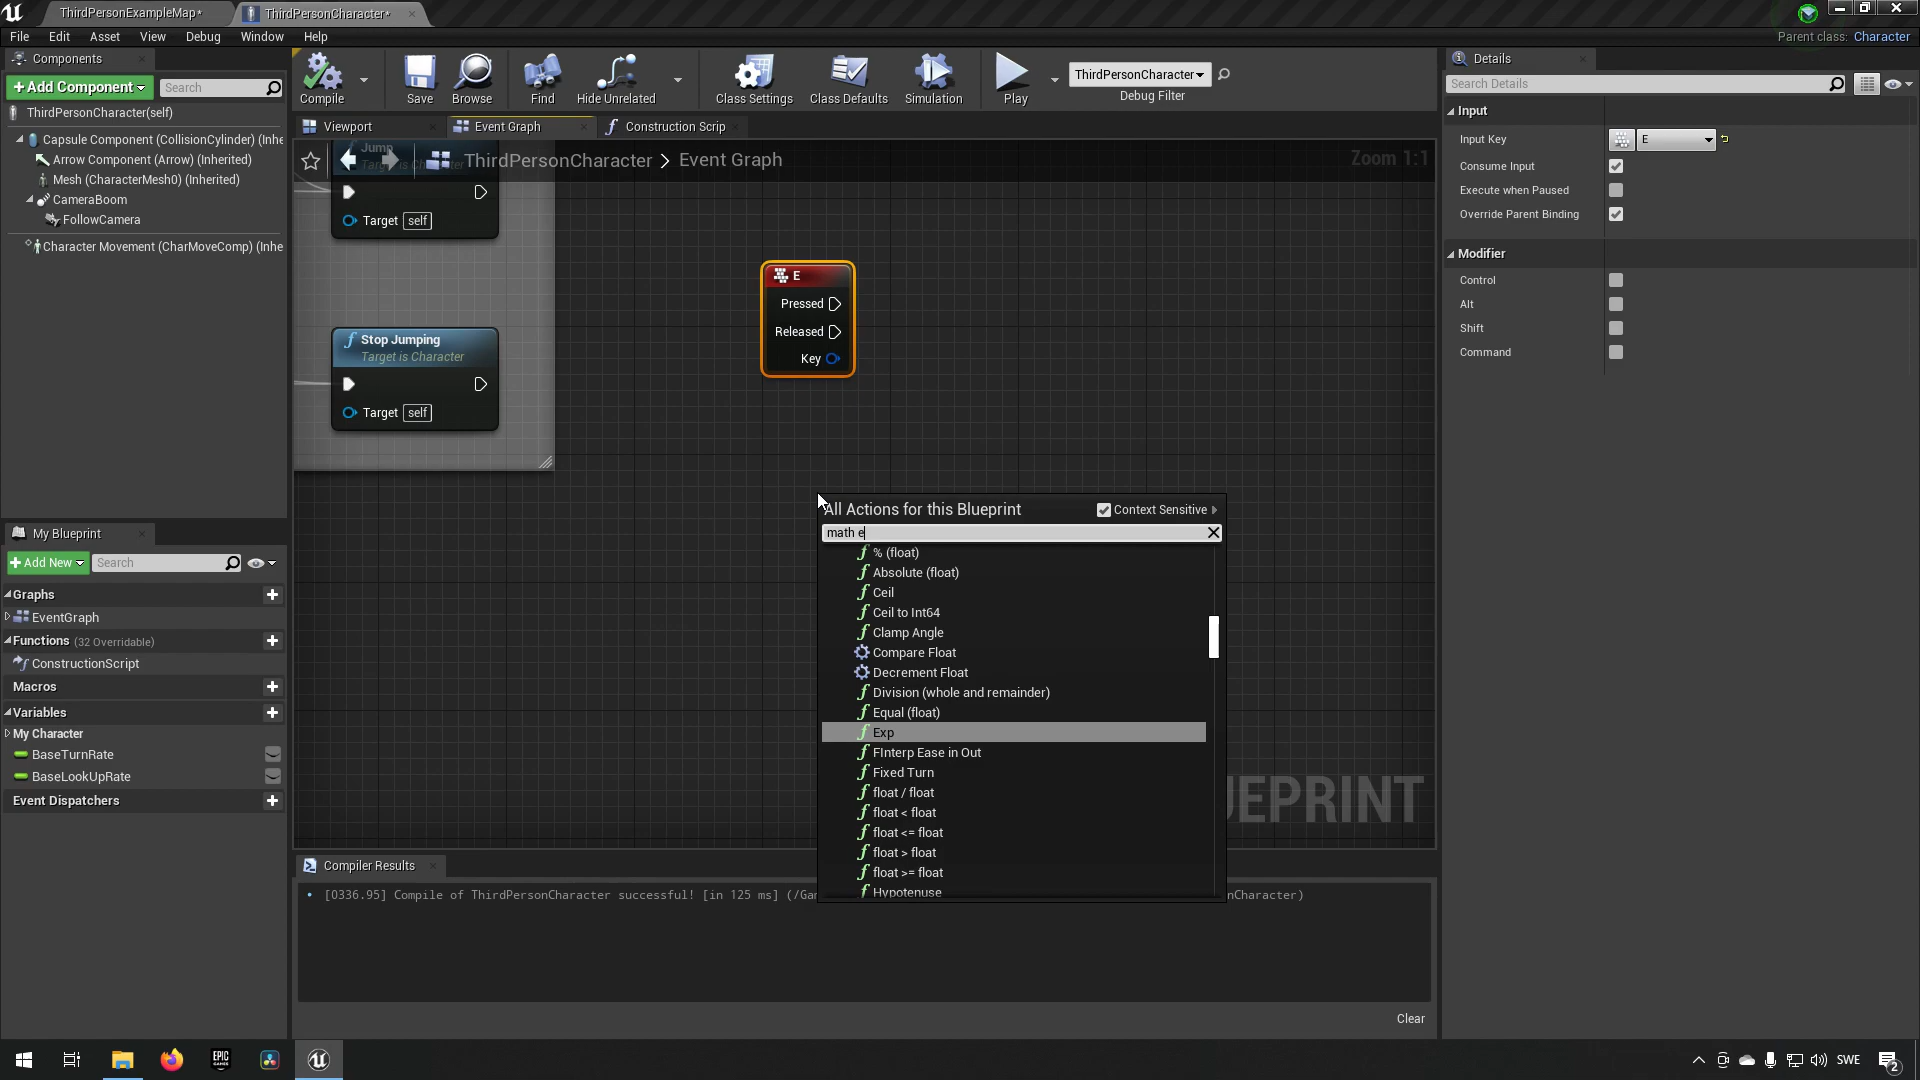 ThirdPersonExampleMap*
ThirdPersonCharacter*
File Edit Asset View Debug Window Help
Parent class: Character
Components
+Add Component
Search
ThirdPersonCharacter(self)
Capsule Component (CollisionCylinder) (Inhe
Arrow Component (Arrow) (Inherited)
Mesh (CharacterMesh0) (Inherited)
CameraBoom
FollowCamera
Character Movement (CharMoveComp) (Inhe
Compile
Save
Browse
Find
Hide Unrelated
Class Settings
Class Defaults
Simulation
Play
ThirdPersonCharacter
Debug Filter
Viewport
Event Graph
Construction Scrip
ThirdPersonCharacter > Event Graph
Zoom 1:1
Jump
Target is Character
Target self
Stop Jumping
Target is Character
Target self
E
Pressed
Released
Key
All Actions for this Blueprint
Context Sensitive
math e
% (float)
Absolute (float)
Ceil
Ceil to Int64
Clamp Angle
Compare Float
Decrement Float
Division (whole and remainder)
Equal (float)
Exp
FInterp Ease in Out
Fixed Turn
float / float
float < float
float <= float
float > float
float >= float
Hypotenuse
UEPRINT
My Blueprint
+Add New
Search
Graphs
EventGraph
Functions (32 Overridable)
ConstructionScript
Macros
Variables
My Character
BaseTurnRate
BaseLookUpRate
Event Dispatchers
Compiler Results
[0336.95] Compile of ThirdPersonCharacter successful! [in 125 ms] (/Ga
nCharacter)
Clear
Details
Search Details
Input
Input Key E
Consume Input
Execute when Paused
Override Parent Binding
Modifier
Control
Alt
Shift
Command
EPIC GAMES
SWE
2